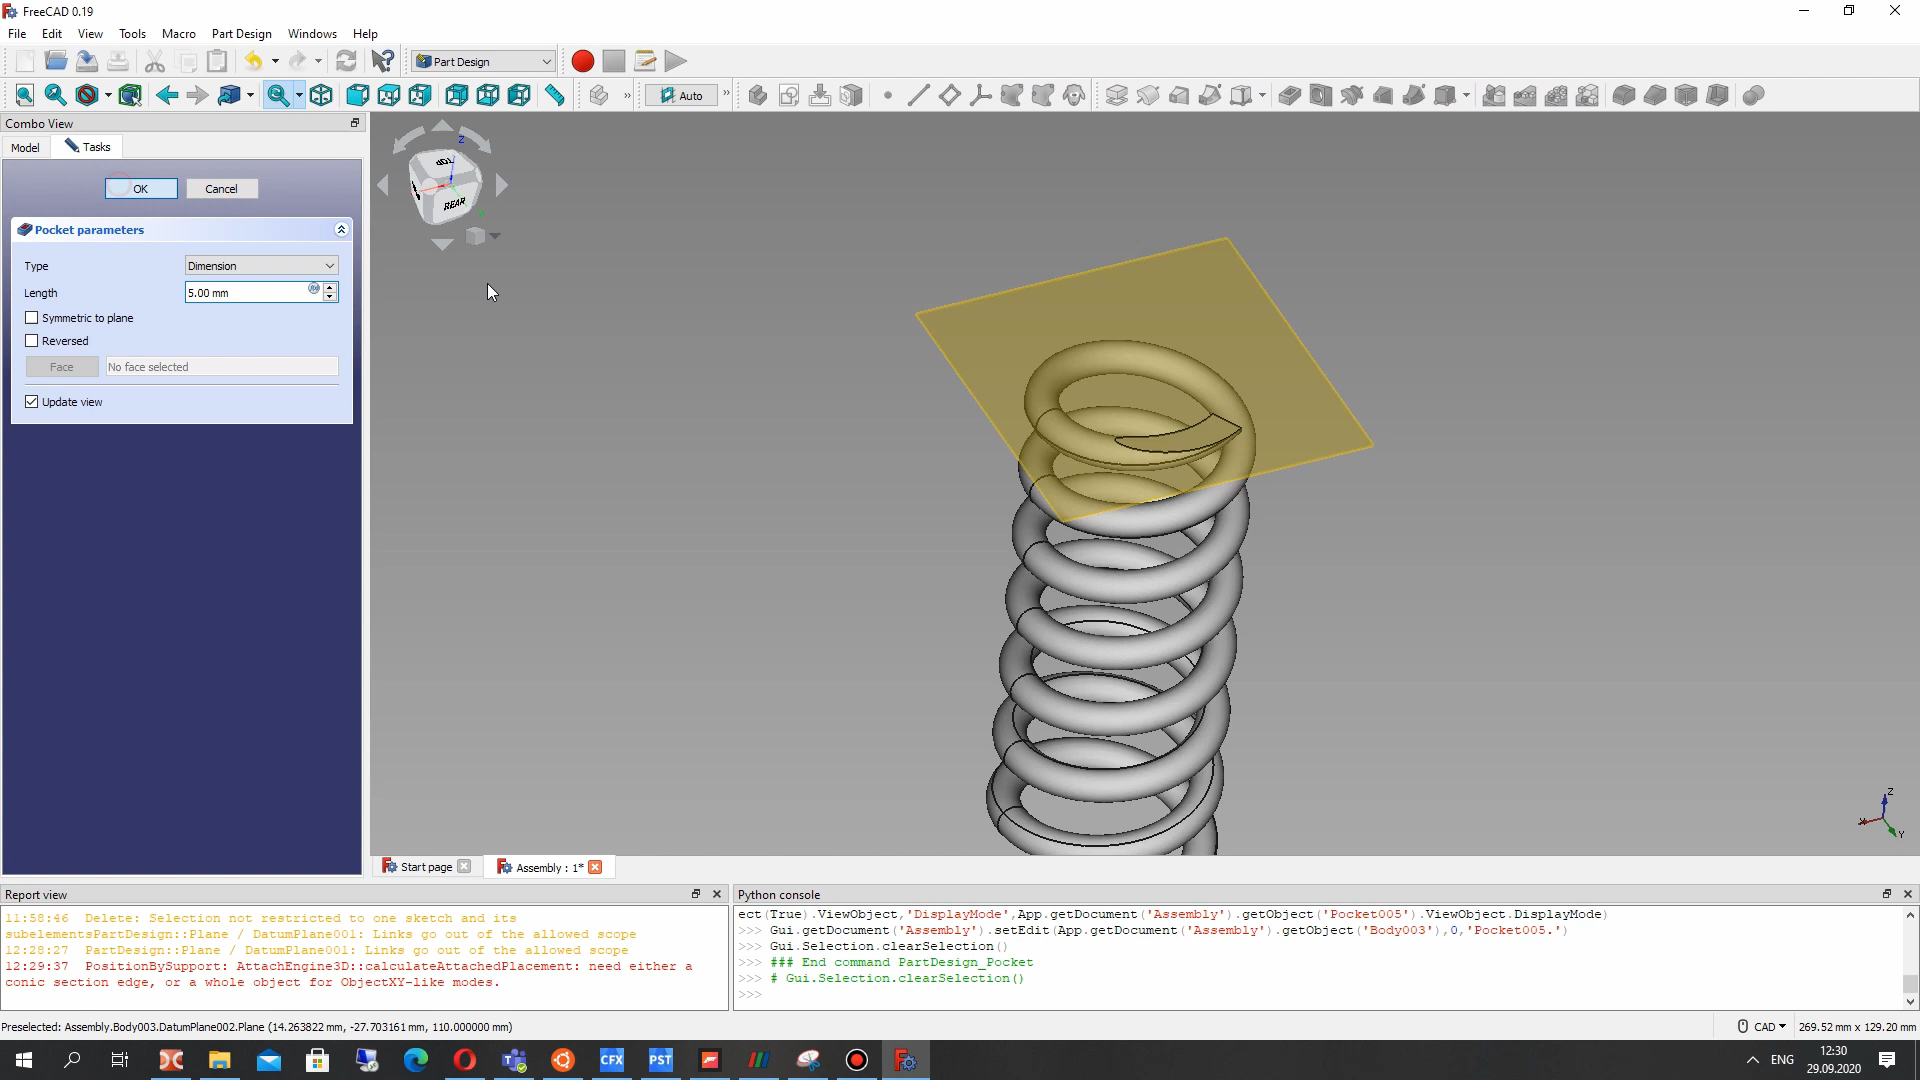 FreeCAD 0.19
File Edit View Tools Macro Part Design Windows Help
Part Design
Auto
Combo View
Model Tasks
OK Cancel
Pocket parameters
Type Dimension
Length 5.00 mm
Symmetric to plane
Reversed
Face No face selected
Update view
TOP
REAR
Z
Z
Y
Start page Assembly : 1*
Report view
11:58:46 Delete: Selection not restricted to one sketch and its
subelementsPartDesign::Plane / DatumPlane001: Links go out of the allowed scope
12:28:27 PartDesign::Plane / DatumPlane001: Links go out of the allowed scope
12:29:37 PositionBySupport: AttachEngine3D::calculateAttachedPlacement: need either a
conic section edge, or a whole object for ObjectXY-like modes.
Python console
ect(True).ViewObject,'DisplayMode',App.getDocument('Assembly').getObject('Pocket005').ViewObject.DisplayMode)
>>> Gui.getDocument('Assembly').setEdit(App.getDocument('Assembly').getObject('Body003'),0,'Pocket005.')
>>> Gui.Selection.clearSelection()
>>> ### End command PartDesign_Pocket
>>> # Gui.Selection.clearSelection()
>>>
Preselected: Assembly.Body003.DatumPlane002.Plane (14.263822 mm, -27.703161 mm, 110.000000 mm)
CAD 269.52 mm x 129.20 mm
CFX PST
ENG
12:30
29.09.2020